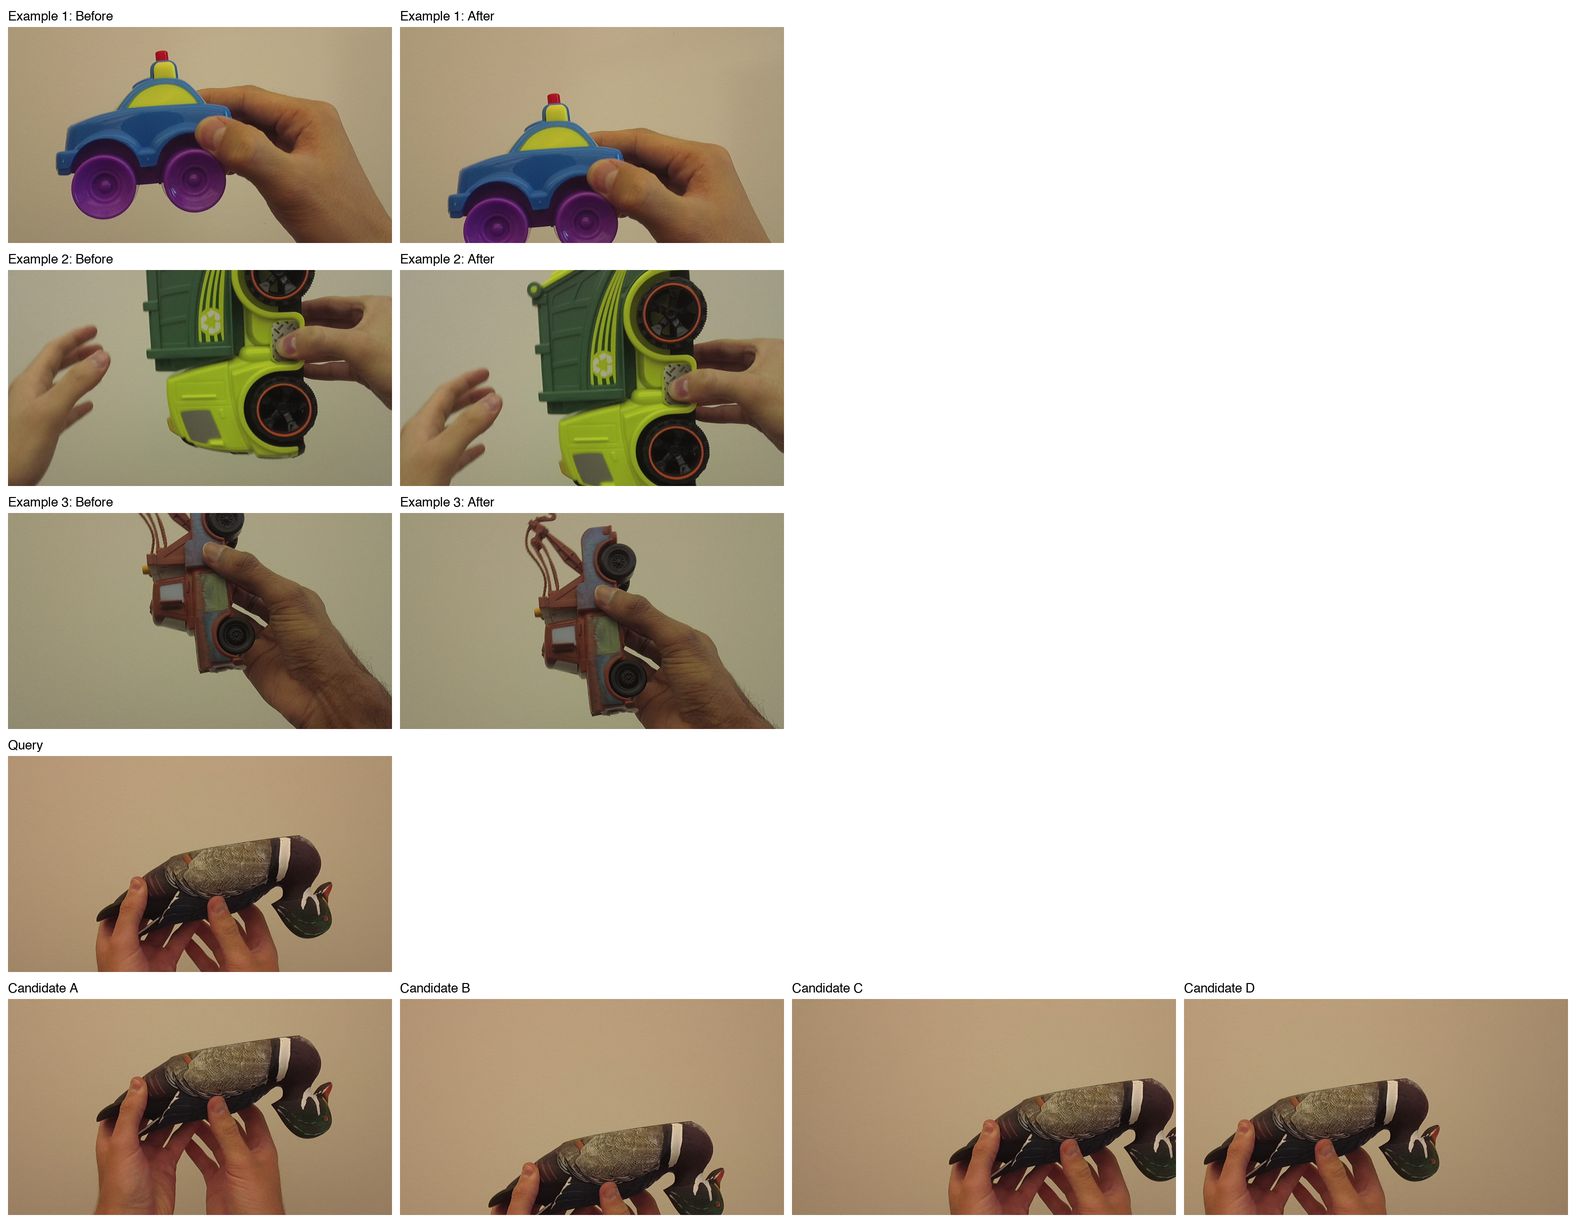 Example 1: Before
Example 1: After
Example 2: Before
Example 2: After
Example 3: Before
Example 3: After
Query
Candidate A
Candidate B
Candidate C
Candidate D